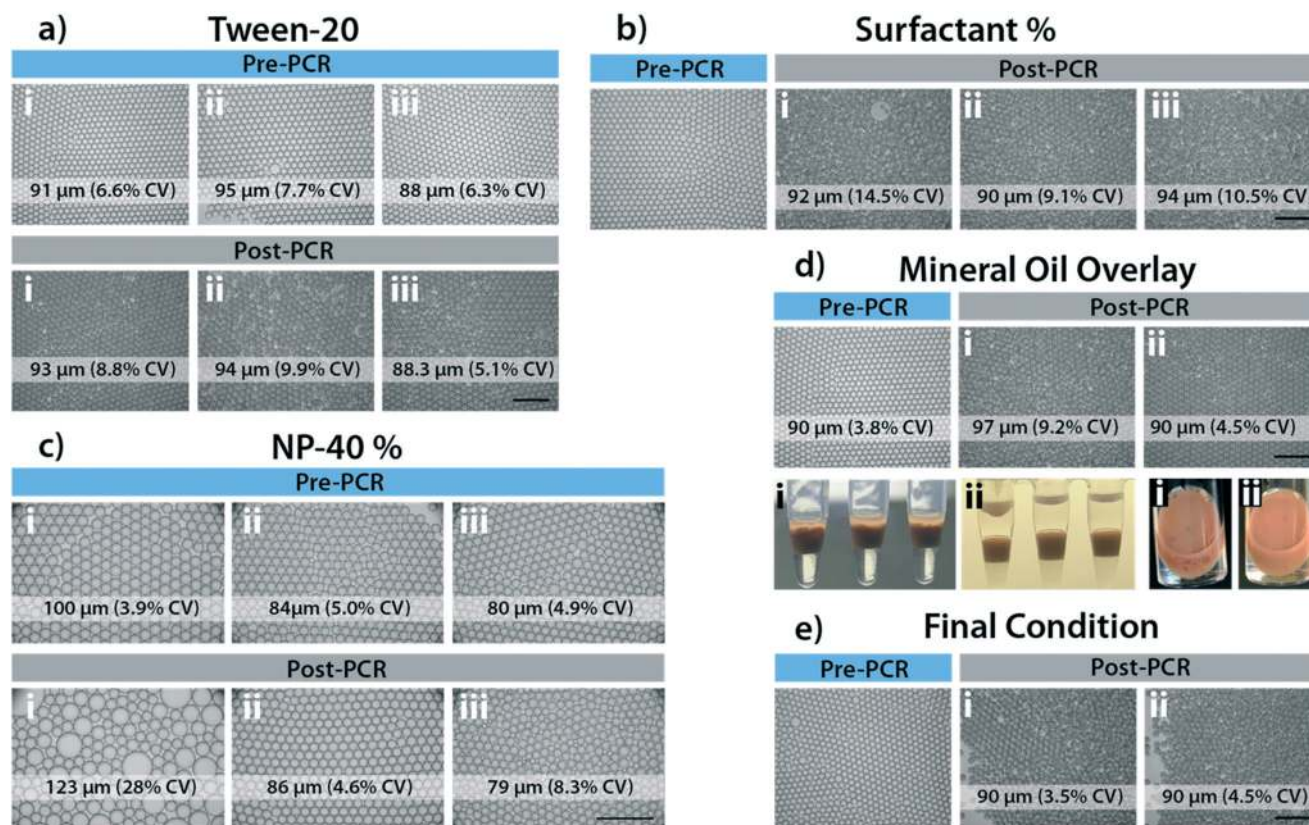 a) Tween-20
Pre-PCR
i ii iii
91 µm (6.6% CV) 95 µm (7.7% CV) 88 µm (6.3% CV)
Post-PCR
i ii iii
93 µm (8.8% CV) 94 µm (9.9% CV) 88.3 µm (5.1% CV)
b) Surfactant %
Pre-PCR Post-PCR
i ii iii
92 µm (14.5% CV) 90 µm (9.1% CV) 94 µm (10.5% CV)
c) NP-40 %
Pre-PCR
i ii iii
100 µm (3.9% CV) 84µm (5.0% CV) 80 µm (4.9% CV)
Post-PCR
i ii iii
123 µm (28% CV) 86 µm (4.6% CV) 79 µm (8.3% CV)
d) Mineral Oil Overlay
Pre-PCR Post-PCR
i ii
90 µm (3.8% CV) 97 µm (9.2% CV) 90 µm (4.5% CV)
i ii i ii
e) Final Condition
Pre-PCR Post-PCR
i ii
90 µm (3.5% CV) 90 µm (4.5% CV)